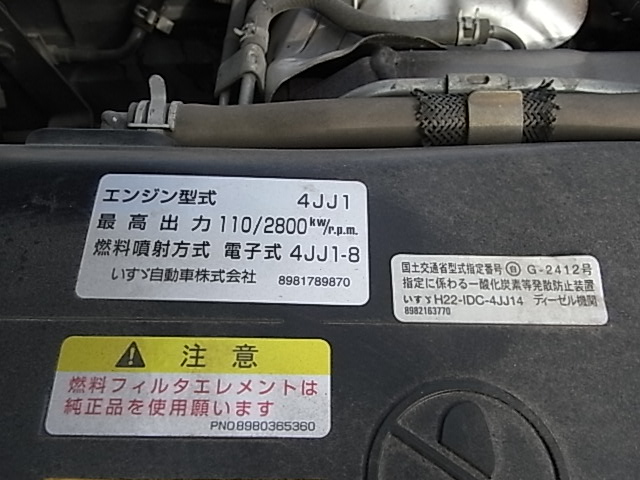 エンジン型式 4JJ1
最高出力 110/2800kw/r.p.m.
燃料噴射方式 電子式 4JJ1-8
いすゞ自動車株式会社 8981789870
国土交通省型式指定番号 自 G-2412号
指定に係わる一酸化炭素等発散防止装置
いすゞH22-IDC-4JJ14 ディーゼル機関
8982163770
注意
燃料フィルタエレメントは
純正品を使用願います
PNO8980365360